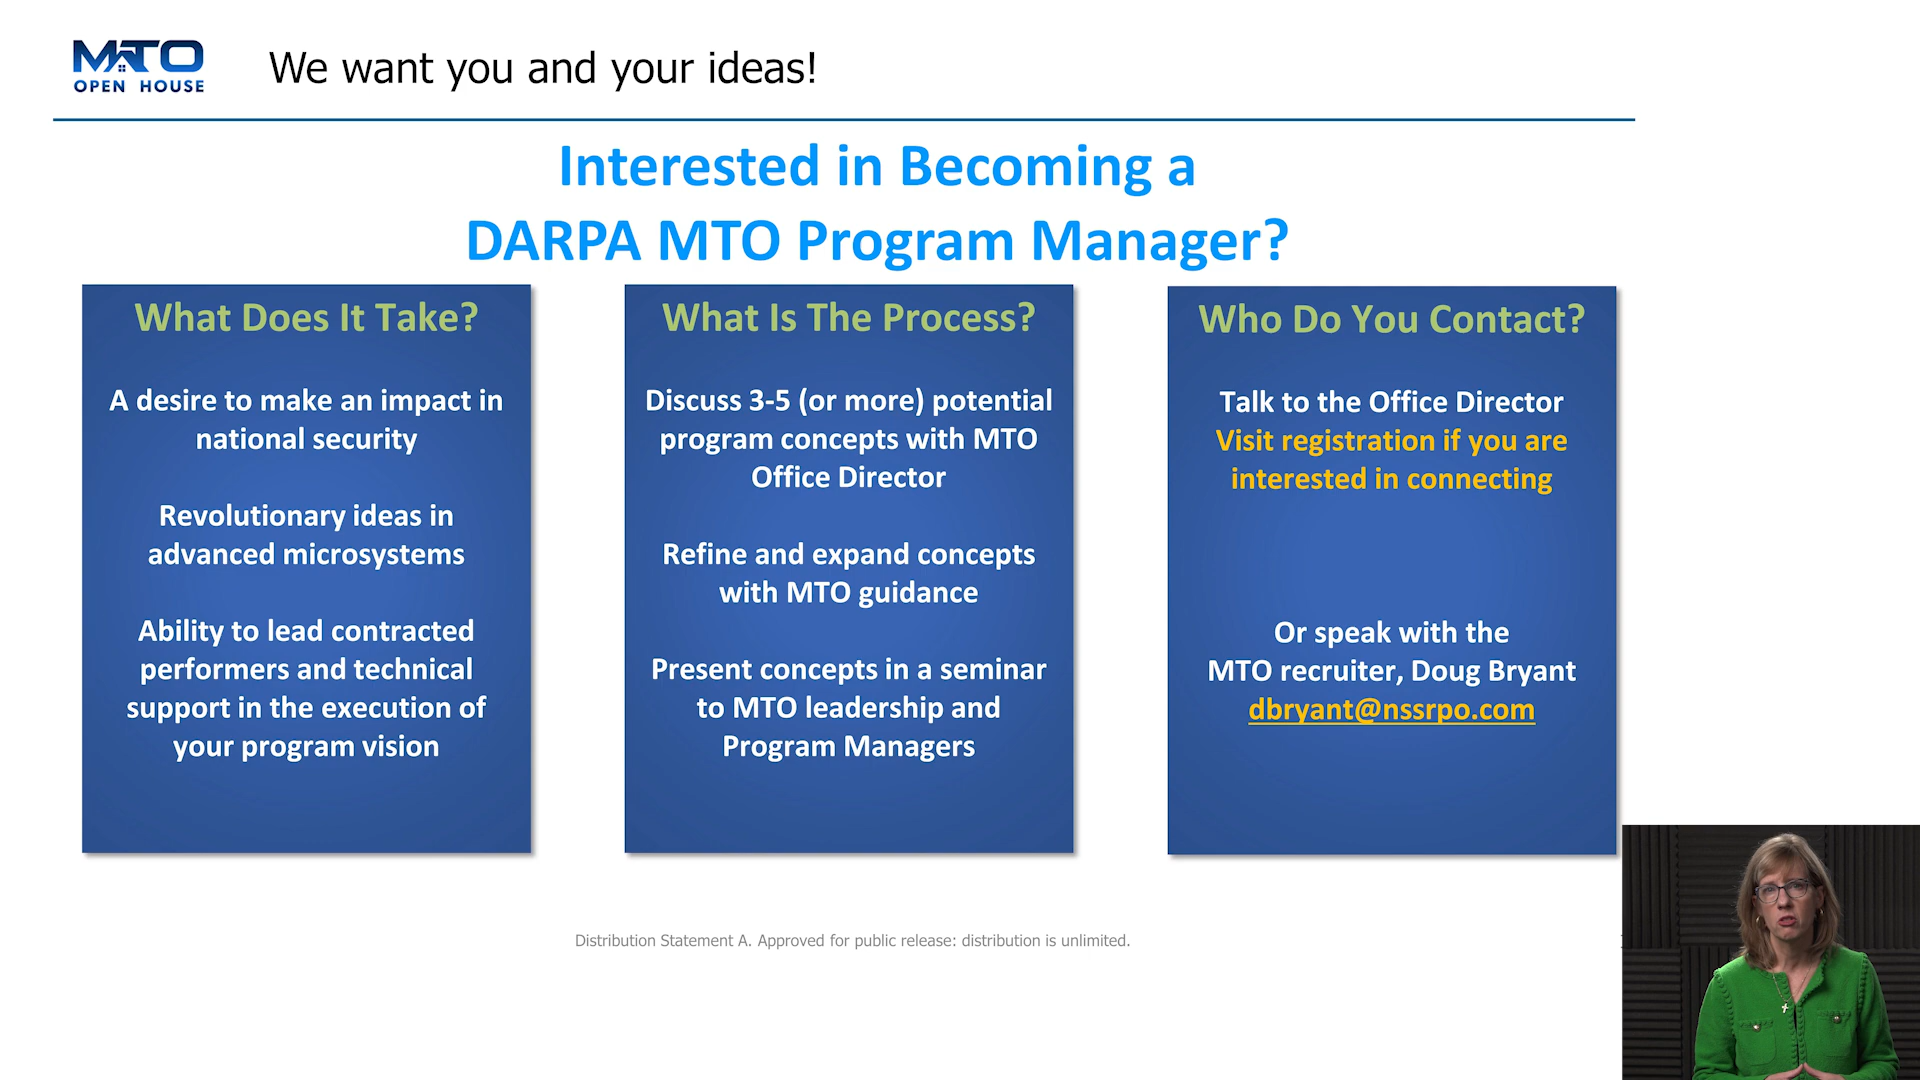 MTO
OPEN HOUSE
We want you and your ideas!
Interested in Becoming a
DARPA MTO Program Manager?
What Does It Take?
A desire to make an impact in
national security
Revolutionary ideas in
advanced microsystems
Ability to lead contracted
performers and technical
support in the execution of
your program vision
What Is The Process?
Discuss 3-5 (or more) potential
program concepts with MTO
Office Director
Refine and expand concepts
with MTO guidance
Present concepts in a seminar
to MTO leadership and
Program Managers
Who Do You Contact?
Talk to the Office Director
Visit registration if you are
interested in connecting
Or speak with the
MTO recruiter, Doug Bryant
dbryant@nssrpo.com
Distribution Statement A. Approved for public release: distribution is unlimited.